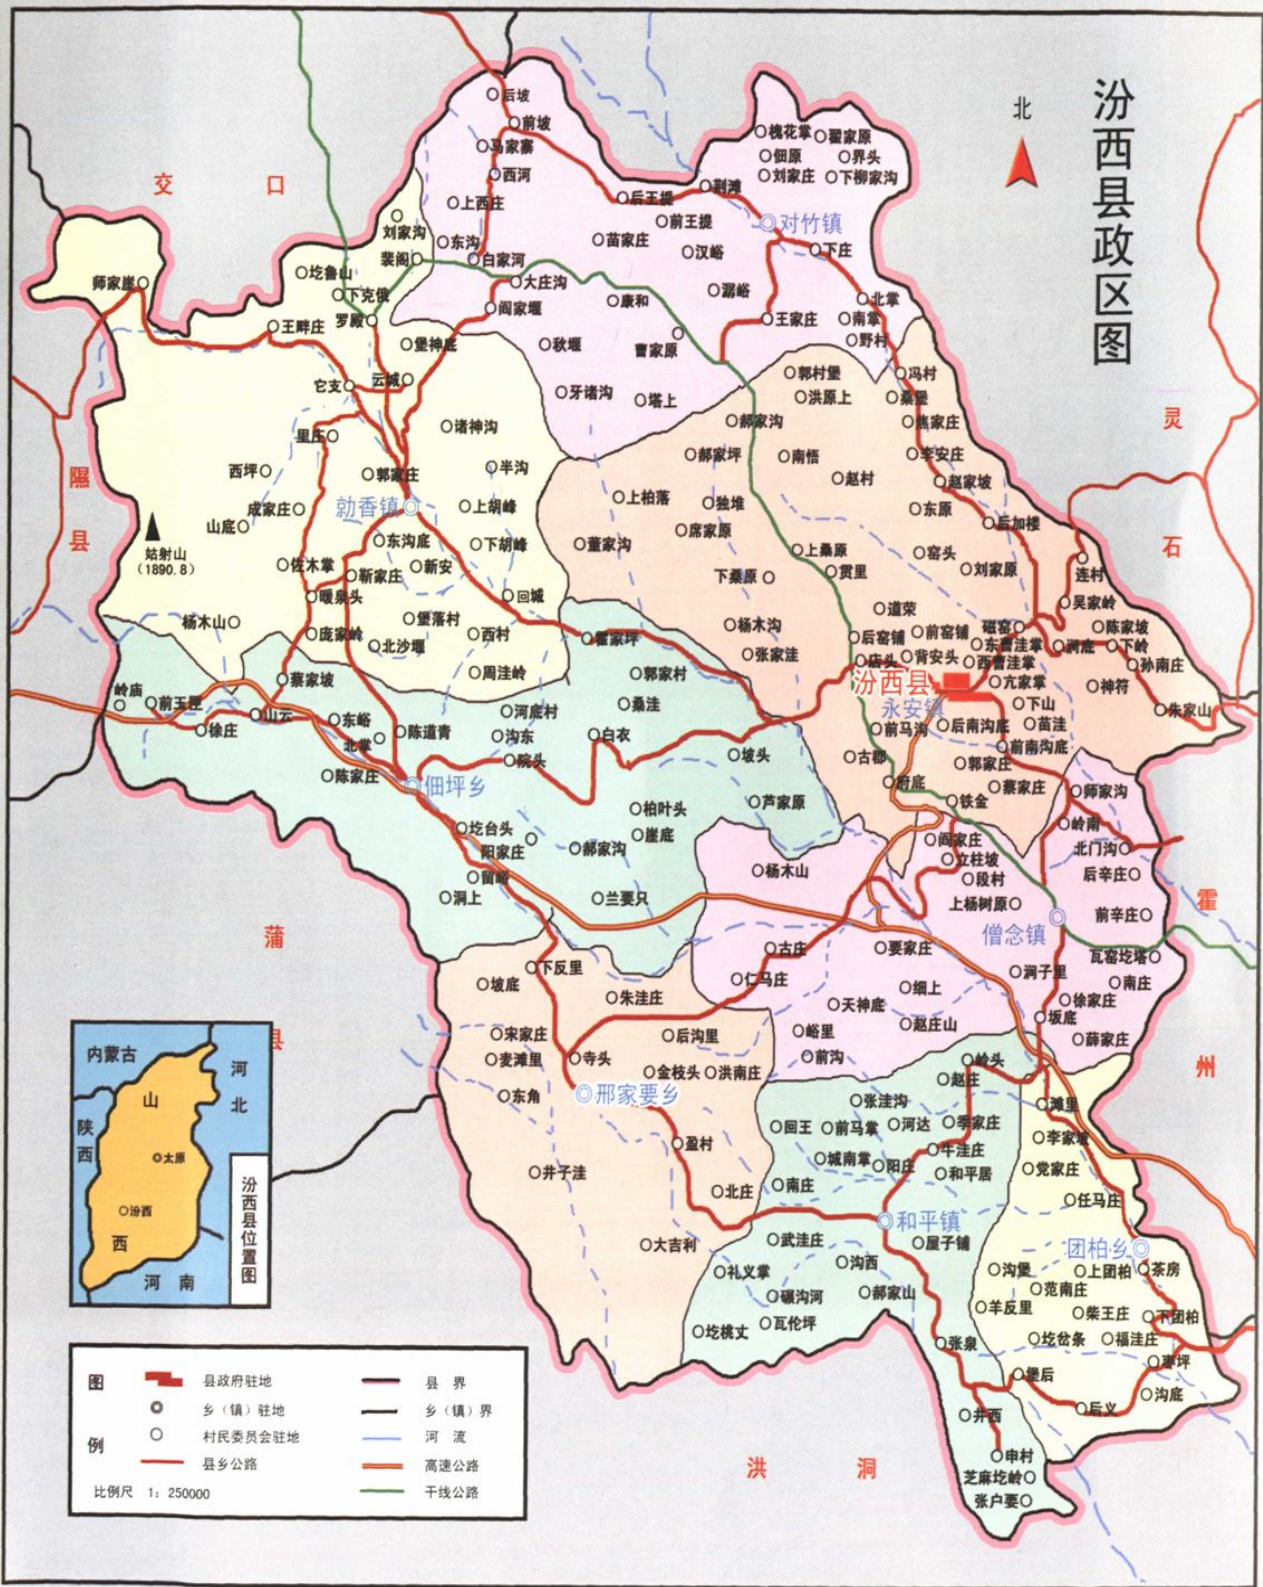 汾西县政区图
北
交口
隰县
蒲县
洪洞
灵石
霍州
后坡
前坡
马家寨
西河
上西庄
东沟
白家河
刘家沟
裴阁
圪鲁山
下克俄
罗殿
师家崖
王畔庄
它支
云城
堡神底
后王提
荆滩
前王提
苗家庄
汉峪
潺峪
槐花掌
翟家原
佃原
界头
刘家庄
下柳家沟
对竹镇
下庄
大庄沟
阎家堰
康和
秋堰
曹家原
牙诸沟
塔上
王家庄
北掌
南掌
野村
冯村
桑堡
焦家庄
李安庄
赵家坡
东原
后加楼
郭村堡
洪原上
郝家沟
郝家坪
南悟
赵村
上柏落
独堆
席家原
董家沟
下桑原
上桑原
贯里
窑头
刘家原
道荣
后窑铺
前窑铺
磁窑
店头
背安头
东曹洼掌
西曹洼掌
亢家掌
连村
吴家岭
陈家坡
涧底
下岭
孙南庄
神符
朱家山
杨木沟
张家洼
汾西县
永安镇
下山
苗洼
前马沟
后南沟底
前南沟底
古郡
郭家庄
蔡家庄
府底
铁金
里庄
诸神沟
半沟
西坪
郭家庄
成家庄
山底
勍香镇
上胡峰
东沟底
下胡峰
姑射山
(1890.8)
佐木掌
靳家庄
新安
暖泉头
回城
杨木山
庞家岭
堡落村
北沙堰
西村
周洼岭
霍家坪
郭家村
桑洼
岭庙
前玉匣
徐庄
蔡家坡
山云
东峪
北掌
陈道青
陈家庄
河底村
沟东
院头
白衣
坡头
佃坪乡
圪台头
阳家庄
留峪
洞上
郝家沟
柏叶头
崖底
兰要只
芦家原
师家沟
岭南
北门沟
后辛庄
前辛庄
阎家庄
立柱坡
段村
上杨树原
杨木山
僧念镇
瓦窑圪塔
古庄
仁马庄
要家庄
细上
天神底
赵庄山
涧子里
徐家庄
南庄
坂底
薛家庄
峪里
前沟
下反里
坡底
朱洼庄
宋家庄
麦滩里
寺头
后沟里
金枝头
洪南庄
东角
邢家要乡
盈村
井子洼
北庄
大吉利
岭头
赵庄
张洼沟
回王
前马掌
河达
季家庄
城南掌
阳庄
牛洼庄
和平居
南庄
和平镇
武洼庄
屋子铺
礼义掌
沟西
碾沟河
郝家山
圪桃丈
瓦伦坪
张泉
井西
申村
芝麻圪岭
张户要
滩里
李家坡
党家庄
任马庄
团柏乡
沟堡
上团柏
茶房
范南庄
羊反里
柴王庄
下团柏
圪岔条
福洼庄
枣坪
堡后
沟底
后义
内蒙古
河北
山西
陕西
太原
汾西
河南
汾西县位置图
图例
县政府驻地
乡（镇）驻地
村民委员会驻地
县乡公路
比例尺 1：250000
县界
乡（镇）界
河流
高速公路
干线公路